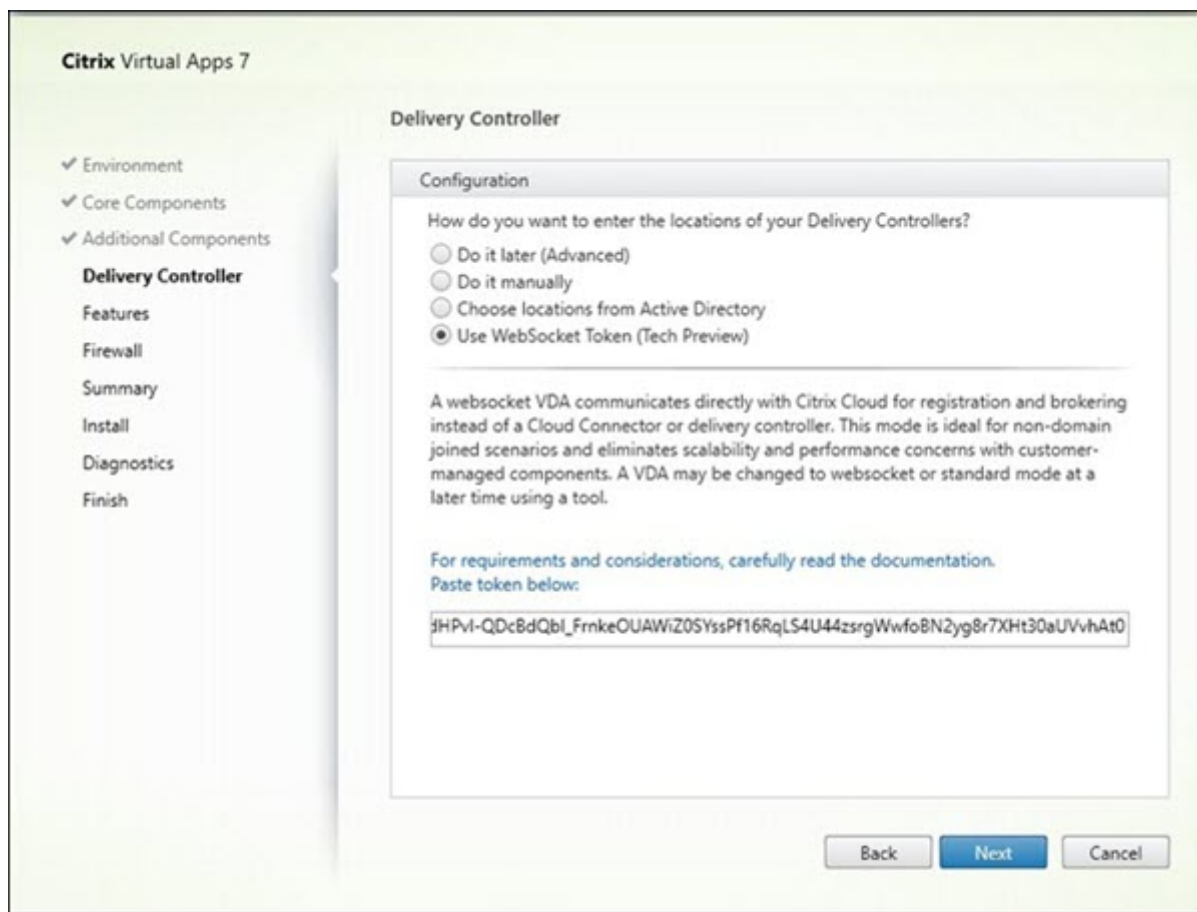 Citrix Virtual Apps 7
Delivery Controller
Environment
Core Components
Additional Components
Delivery Controller
Features
Firewall
Summary
Install
Diagnostics
Finish
Configuration
How do you want to enter the locations of your Delivery Controllers?
Do it later (Advanced)
Do it manually
Choose locations from Active Directory
Use WebSocket Token (Tech Preview)
A websocket VDA communicates directly with Citrix Cloud for registration and brokering
instead of a Cloud Connector or delivery controller. This mode is ideal for non-domain
joined scenarios and eliminates scalability and performance concerns with customer-
managed components. A VDA may be changed to websocket or standard mode at a
later time using a tool.
For requirements and considerations, carefully read the documentation.
Paste token below:
Back
Next
Cancel